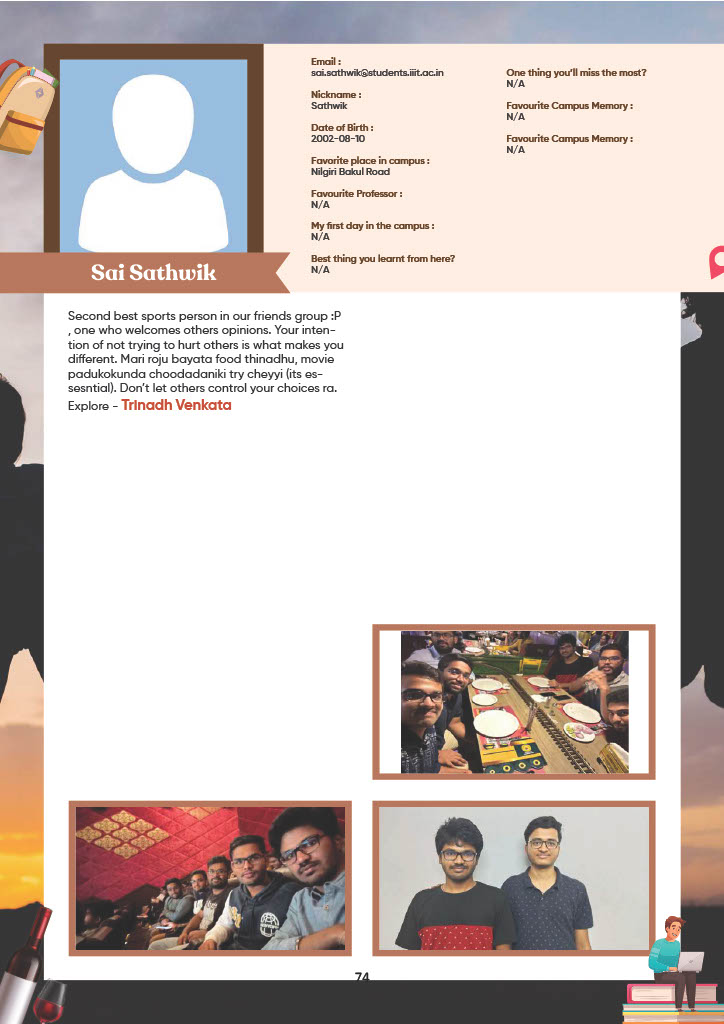 Email :
sai.sathwik@students.iiit.ac.in
Nickname :
Sathwik
Date of Birth :
2002-08-10
Favorite place in campus :
Nilgiri Bakul Road
Favourite Professor :
N/A
My first day in the campus :
N/A
Best thing you learnt from here?
N/A
One thing you'll miss the most?
N/A
Favourite Campus Memory :
N/A
Favourite Campus Memory :
N/A
Sai Sathwik
Second best sports person in our friends group :P
, one who welcomes others opinions. Your inten-
tion of not trying to hurt others is what makes you
different. Mari roju bayata food thinadhu, movie
padukokunda choodadaniki try cheyyi (its es-
sesntial). Don't let others control your choices ra.
Explore - Trinadh Venkata
74